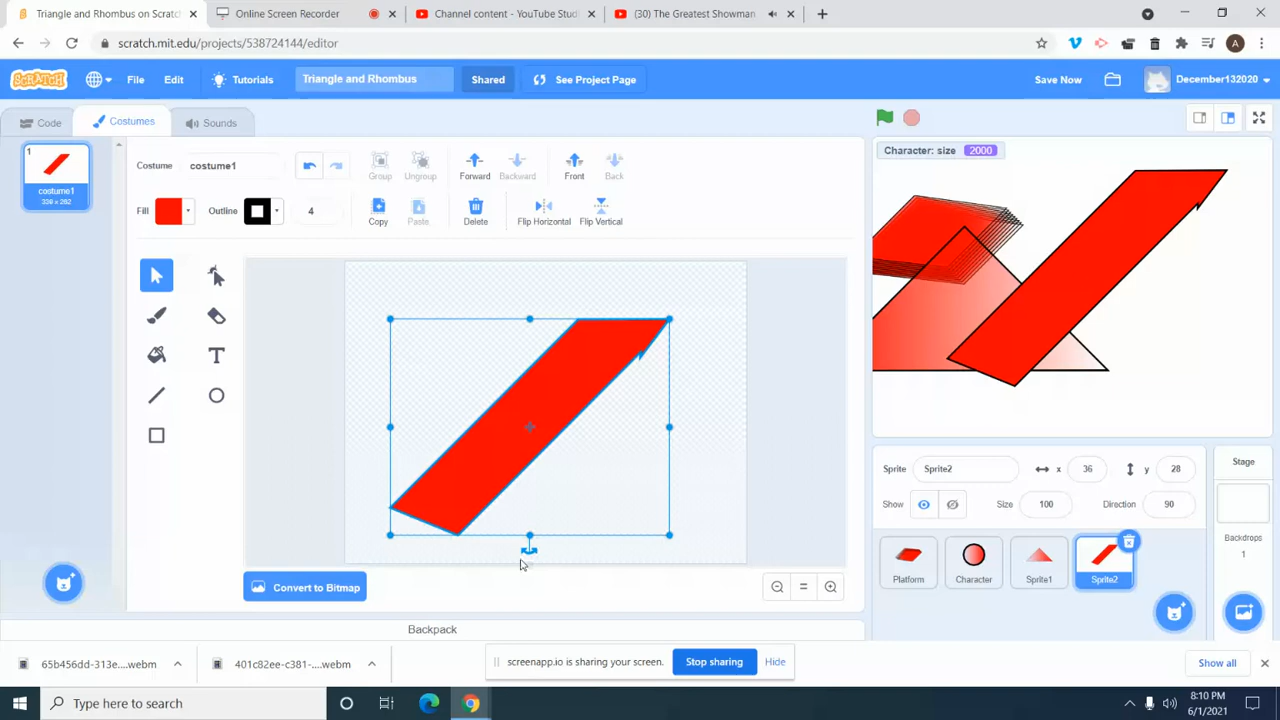 Triangle and Rhombus on Scratch
Online Screen Recorder
Channel content - YouTube Studi
(30) The Greatest Showman
scratch.mit.edu/projects/538724144/editor
A
SCRATCH
File
Edit
Tutorials
Triangle and Rhombus
Shared
See Project Page
Save Now
December132020
Code
Costumes
Sounds
1
costume1
Costume
costume1
Group
Ungroup
Forward
Backward
Front
Back
Fill
Outline
4
Copy
Paste
Delete
Flip Horizontal
Flip Vertical
T
Convert to Bitmap
Backpack
Character: size 2000
Sprite
Sprite2
x
36
y
28
Show
Size
100
Direction
90
Stage
Backdrops
1
Platform
Character
Sprite1
Sprite2
65b456dd-313e....webm
401c82ee-c381-....webm
screenapp.io is sharing your screen.
Stop sharing
Hide
Show all
Type here to search
8:10 PM
6/1/2021